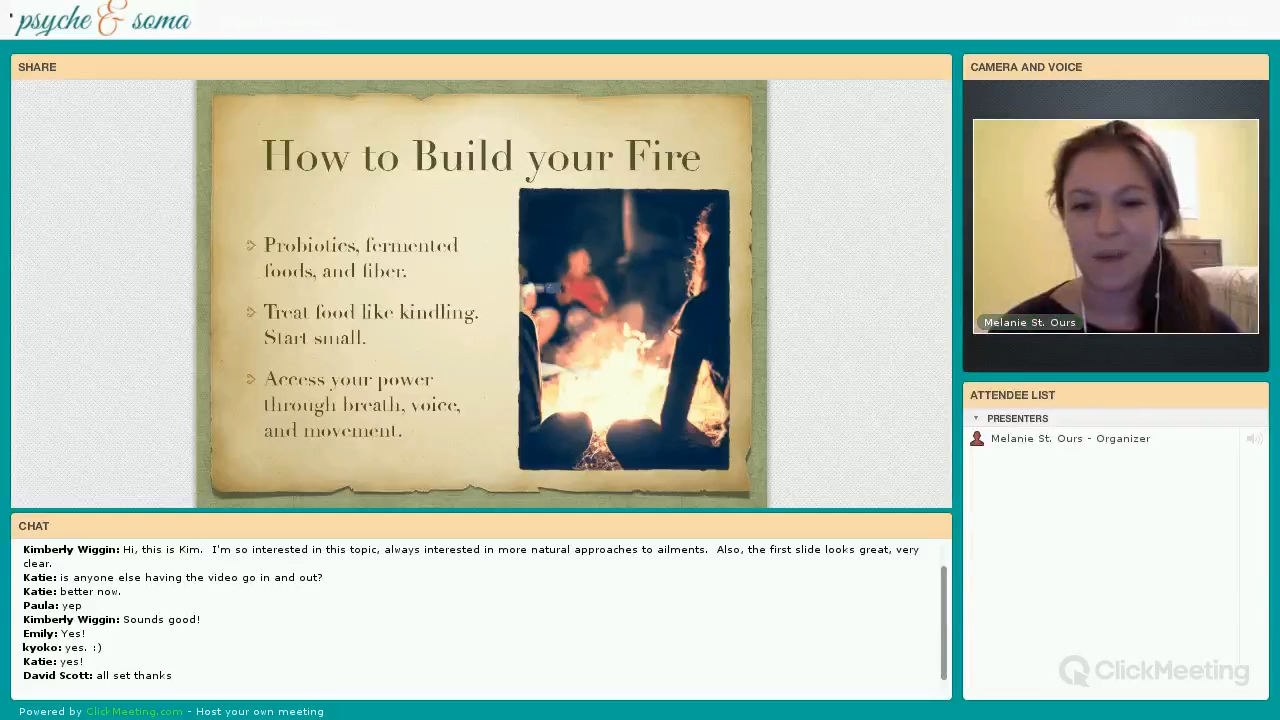 psyche & soma
SHARE
How to Build your Fire
Probiotics, fermented
foods, and fiber.
Treat food like kindling.
Start small.
Access your power
through breath, voice,
and movement.
CAMERA AND VOICE
Melanie St. Ours
ATTENDEE LIST
PRESENTERS
Melanie St. Ours - Organizer
CHAT
Kimberly Wiggin: Hi, this is Kim. I'm so interested in this topic, always interested in more natural approaches to ailments. Also, the first slide looks great, very
clear.
Katie: is anyone else having the video go in and out?
Katie: better now.
Paula: yep
Kimberly Wiggin: Sounds good!
Emily: Yes!
kyoko: yes. :)
Katie: yes!
David Scott: all set thanks
ClickMeeting
Powered by ClickMeeting.com - Host your own meeting